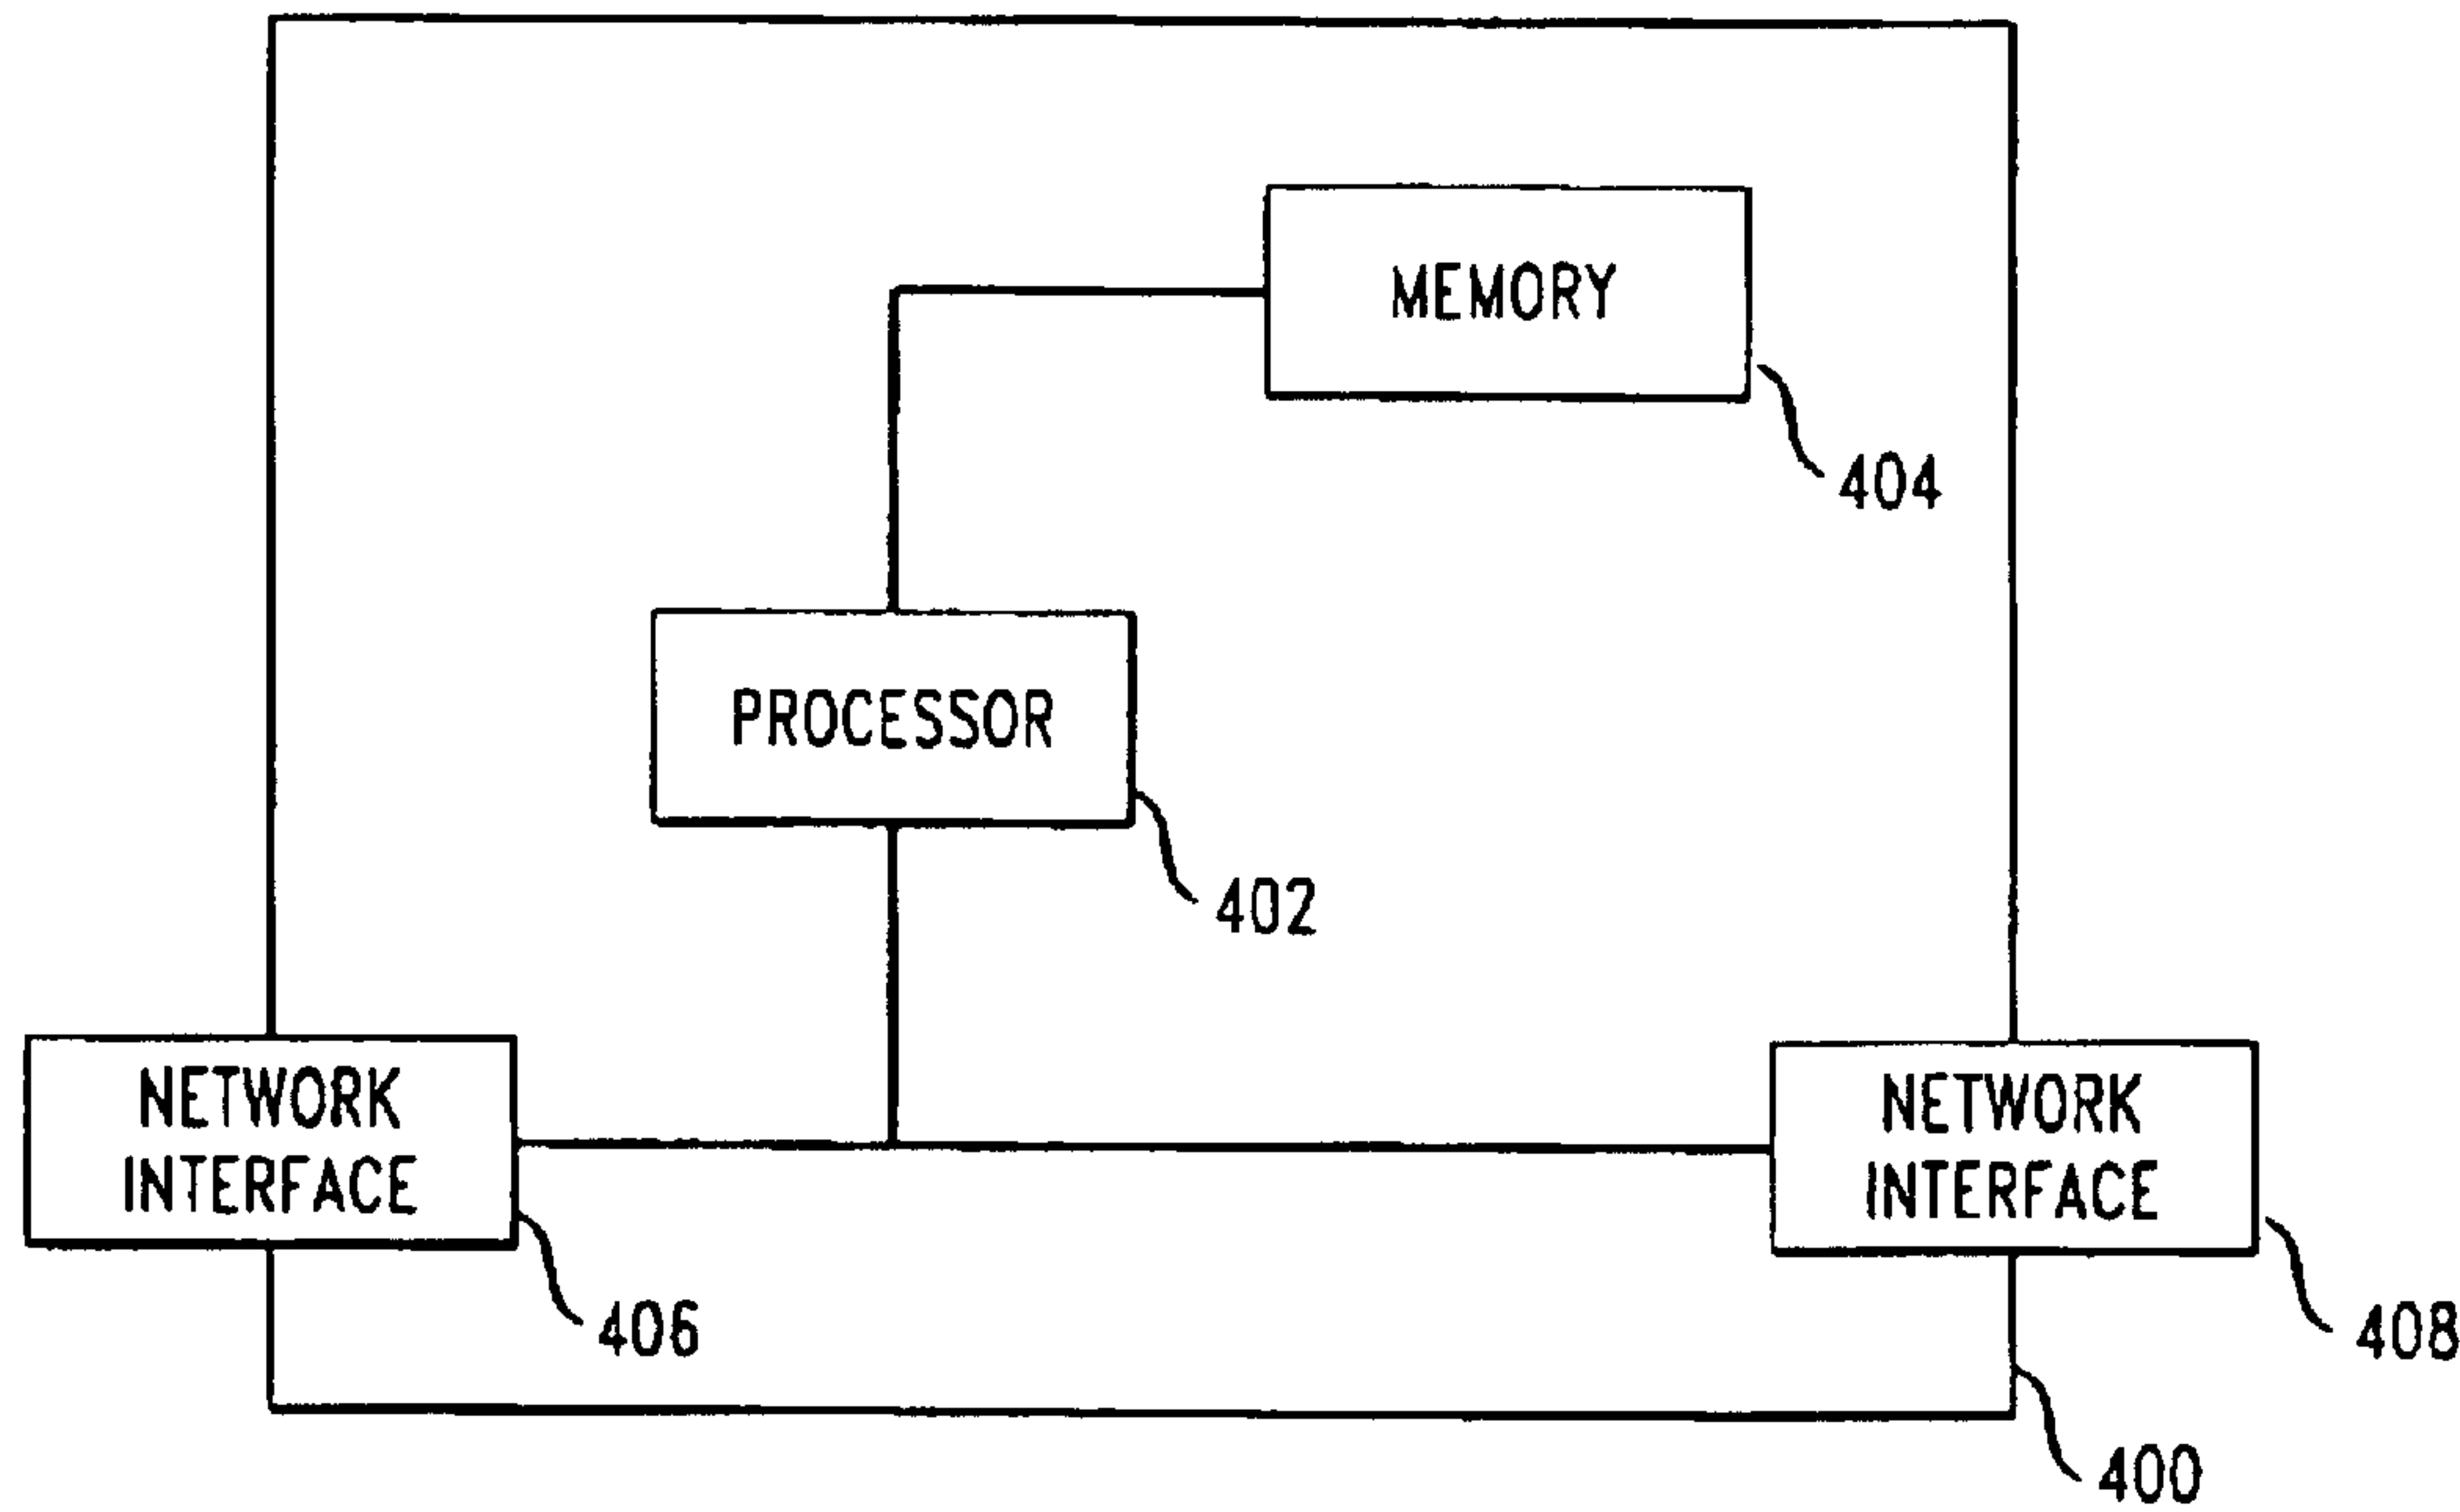 MEMORY
404
PROCESSOR
402
NETWORK
INTERFACE
406
NETWORK
INTERFACE
408
400